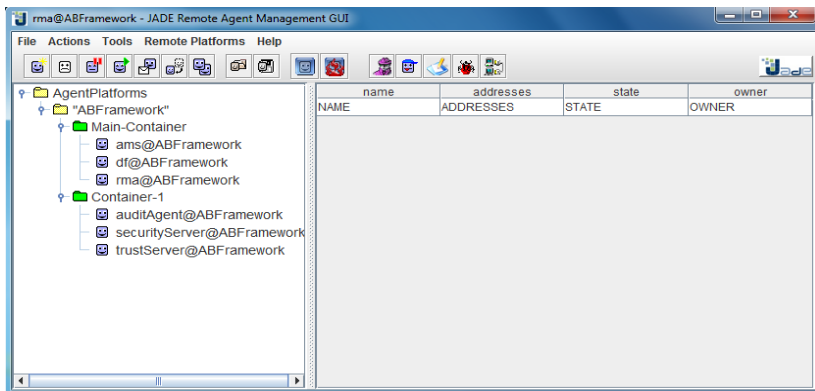 rma@ABFramework - JADE Remote Agent Management GUI
File Actions Tools Remote Platforms Help
Jade
AgentPlatforms
"ABFramework"
Main-Container
ams@ABFramework
df@ABFramework
rma@ABFramework
Container-1
auditAgent@ABFramework
securityServer@ABFramework
trustServer@ABFramework
name addresses state owner
NAME ADDRESSES STATE OWNER